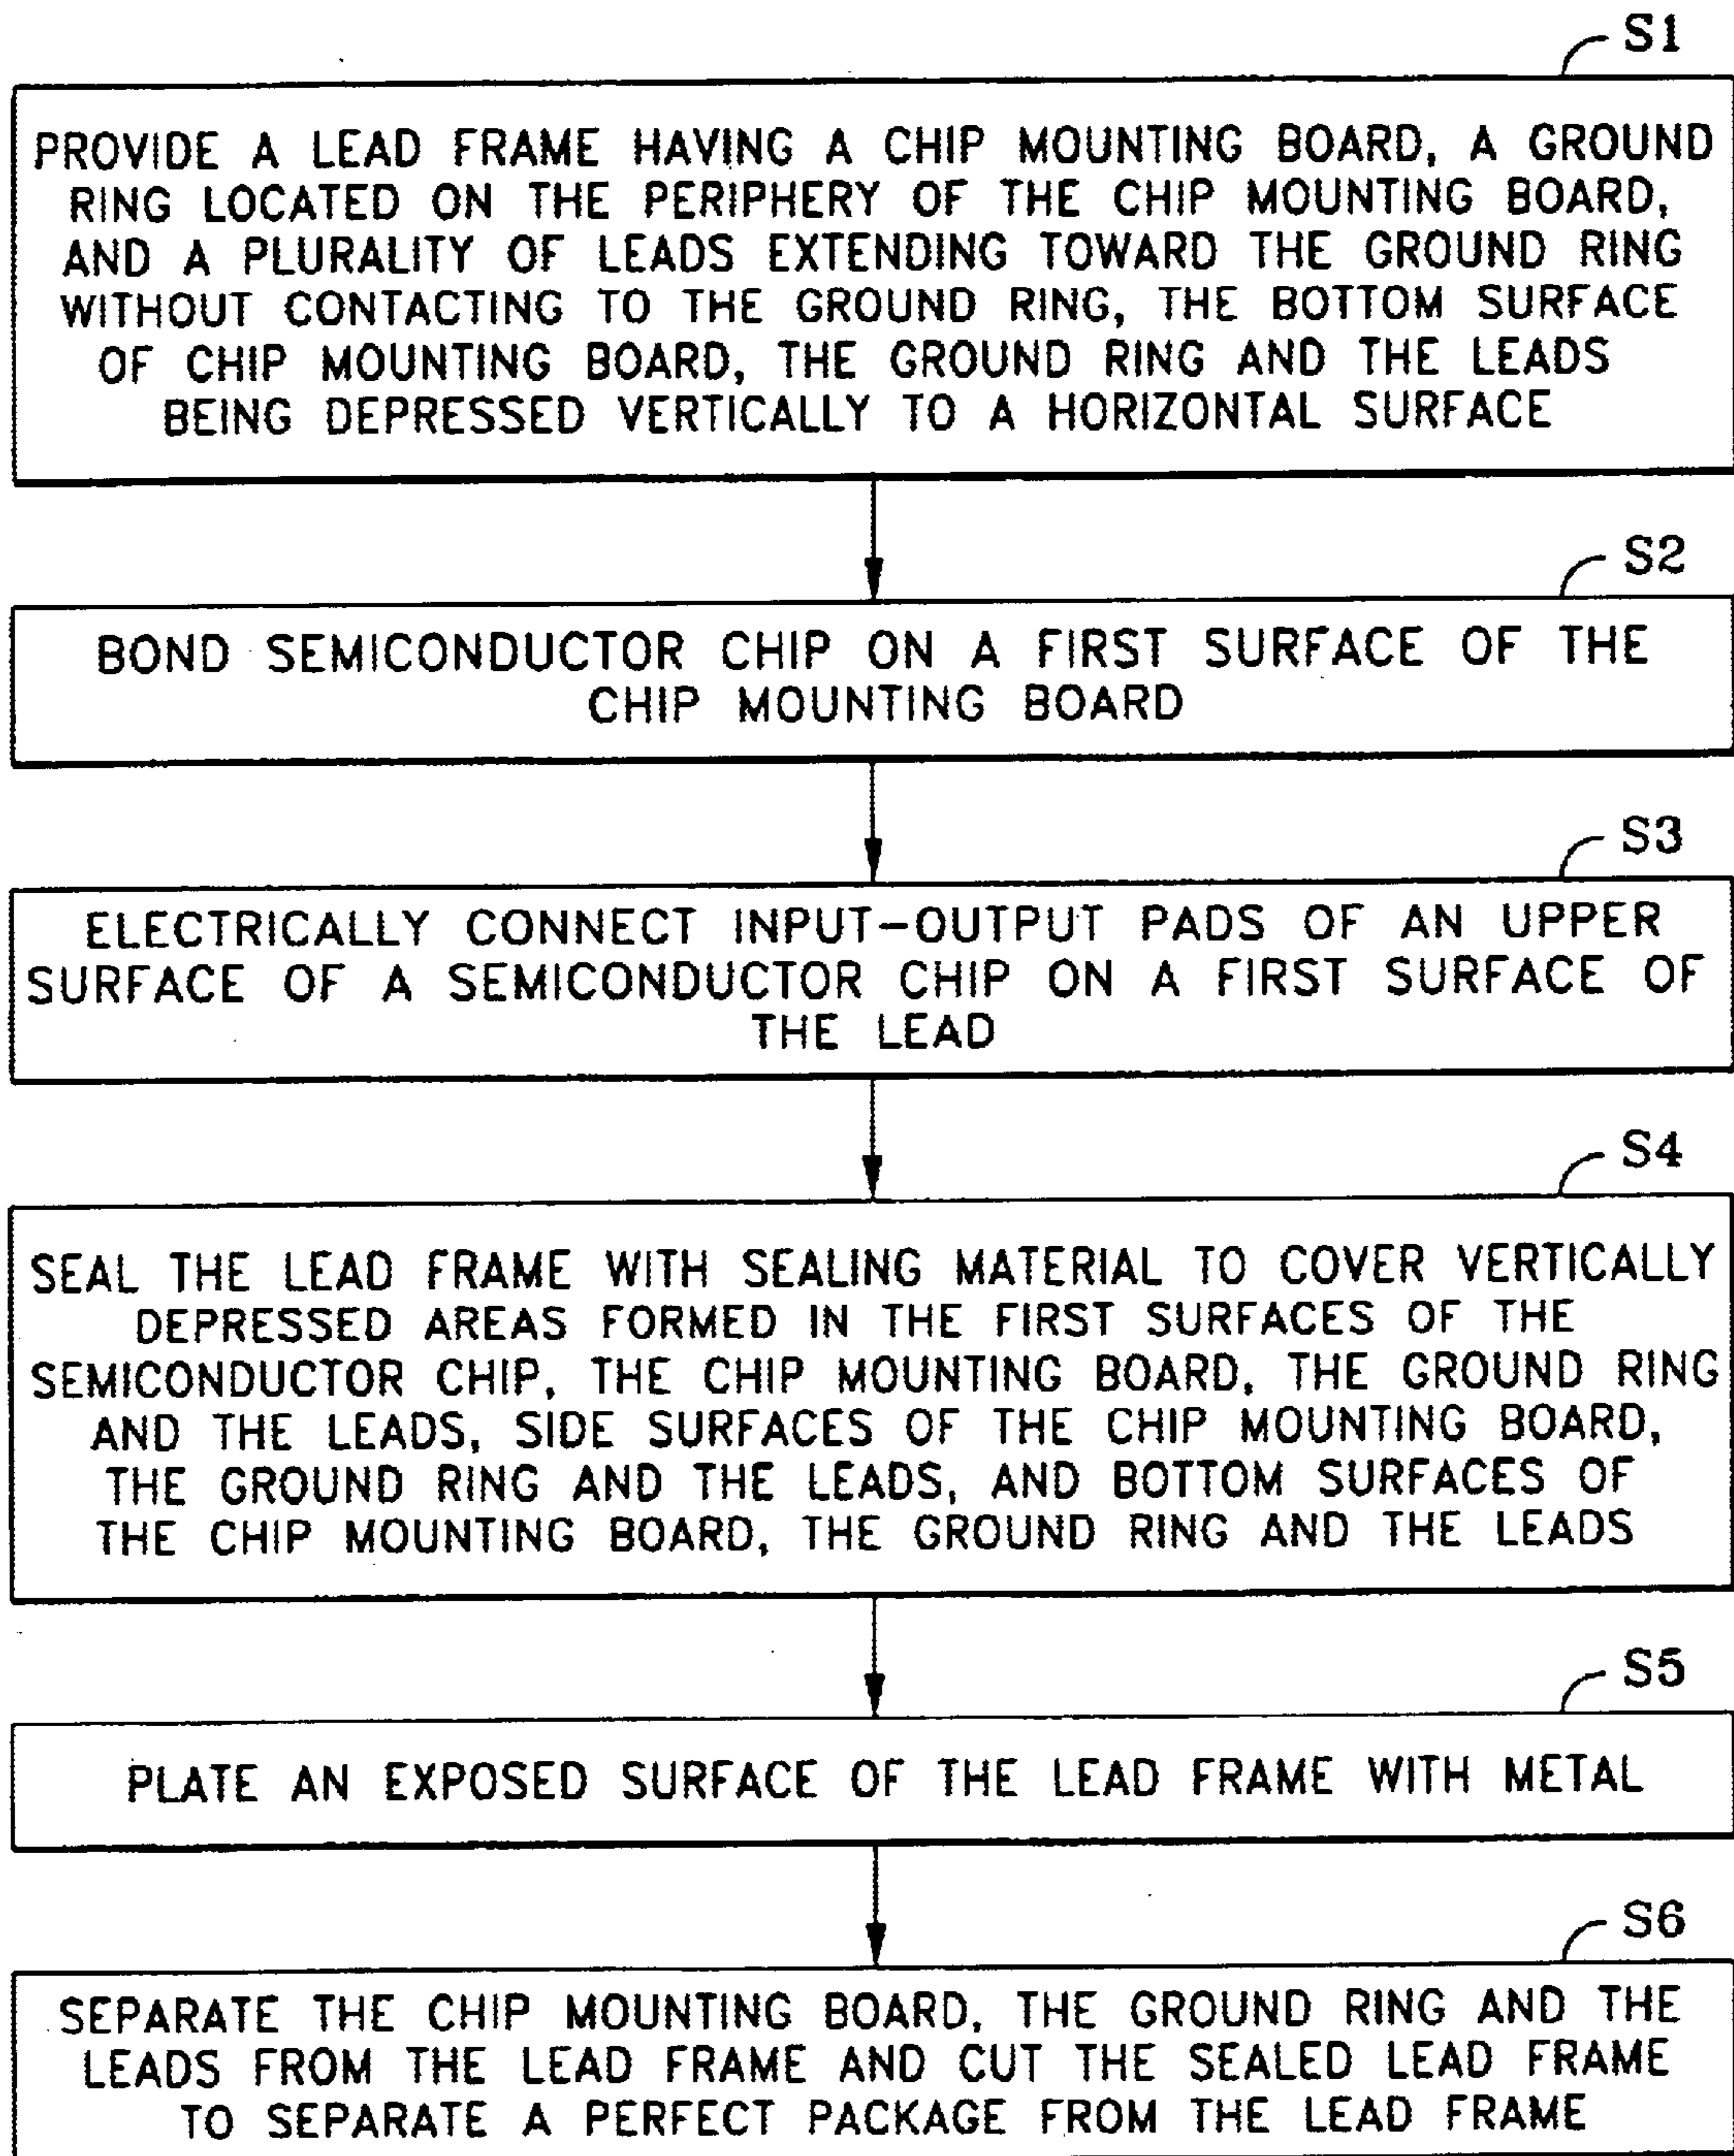 S1
PROVIDE A LEAD FRAME HAVING A CHIP MOUNTING BOARD, A GROUND
RING LOCATED ON THE PERIPHERY OF THE CHIP MOUNTING BOARD,
AND A PLURALITY OF LEADS EXTENDING TOWARD THE GROUND RING
WITHOUT CONTACTING TO THE GROUND RING, THE BOTTOM SURFACE
OF CHIP MOUNTING BOARD, THE GROUND RING AND THE LEADS
BEING DEPRESSED VERTICALLY TO A HORIZONTAL SURFACE
S2
BOND SEMICONDUCTOR CHIP ON A FIRST SURFACE OF THE
CHIP MOUNTING BOARD
S3
ELECTRICALLY CONNECT INPUT-OUTPUT PADS OF AN UPPER
SURFACE OF A SEMICONDUCTOR CHIP ON A FIRST SURFACE OF
THE LEAD
S4
SEAL THE LEAD FRAME WITH SEALING MATERIAL TO COVER VERTICALLY
DEPRESSED AREAS FORMED IN THE FIRST SURFACES OF THE
SEMICONDUCTOR CHIP, THE CHIP MOUNTING BOARD, THE GROUND RING
AND THE LEADS, SIDE SURFACES OF THE CHIP MOUNTING BOARD,
THE GROUND RING AND THE LEADS, AND BOTTOM SURFACES OF
THE CHIP MOUNTING BOARD, THE GROUND RING AND THE LEADS
S5
PLATE AN EXPOSED SURFACE OF THE LEAD FRAME WITH METAL
S6
SEPARATE THE CHIP MOUNTING BOARD, THE GROUND RING AND THE
LEADS FROM THE LEAD FRAME AND CUT THE SEALED LEAD FRAME
TO SEPARATE A PERFECT PACKAGE FROM THE LEAD FRAME